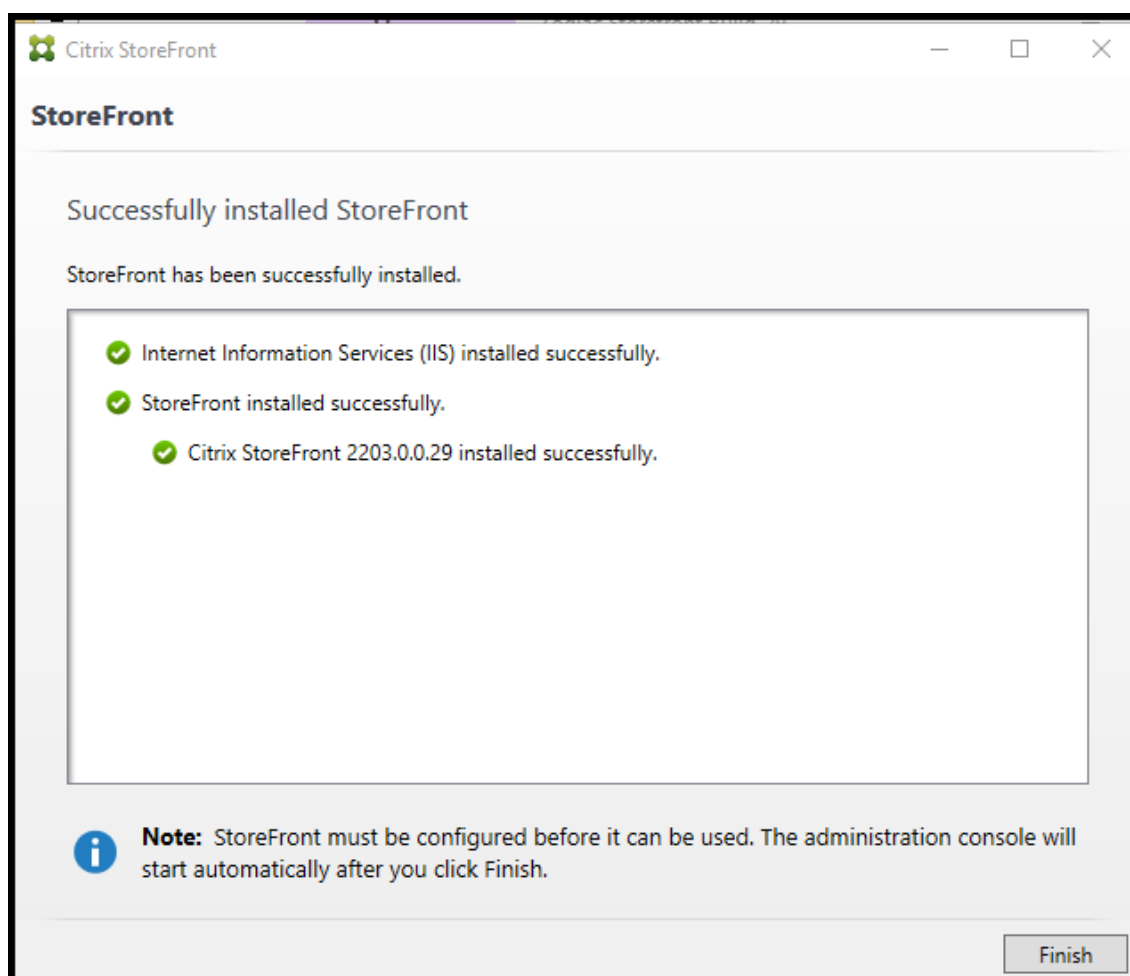 Citrix StoreFront
StoreFront
Successfully installed StoreFront
StoreFront has been successfully installed.
Internet Information Services (IIS) installed successfully.
StoreFront installed successfully.
Citrix StoreFront 2203.0.0.29 installed successfully.
Note: StoreFront must be configured before it can be used. The administration console will
start automatically after you click Finish.
Finish